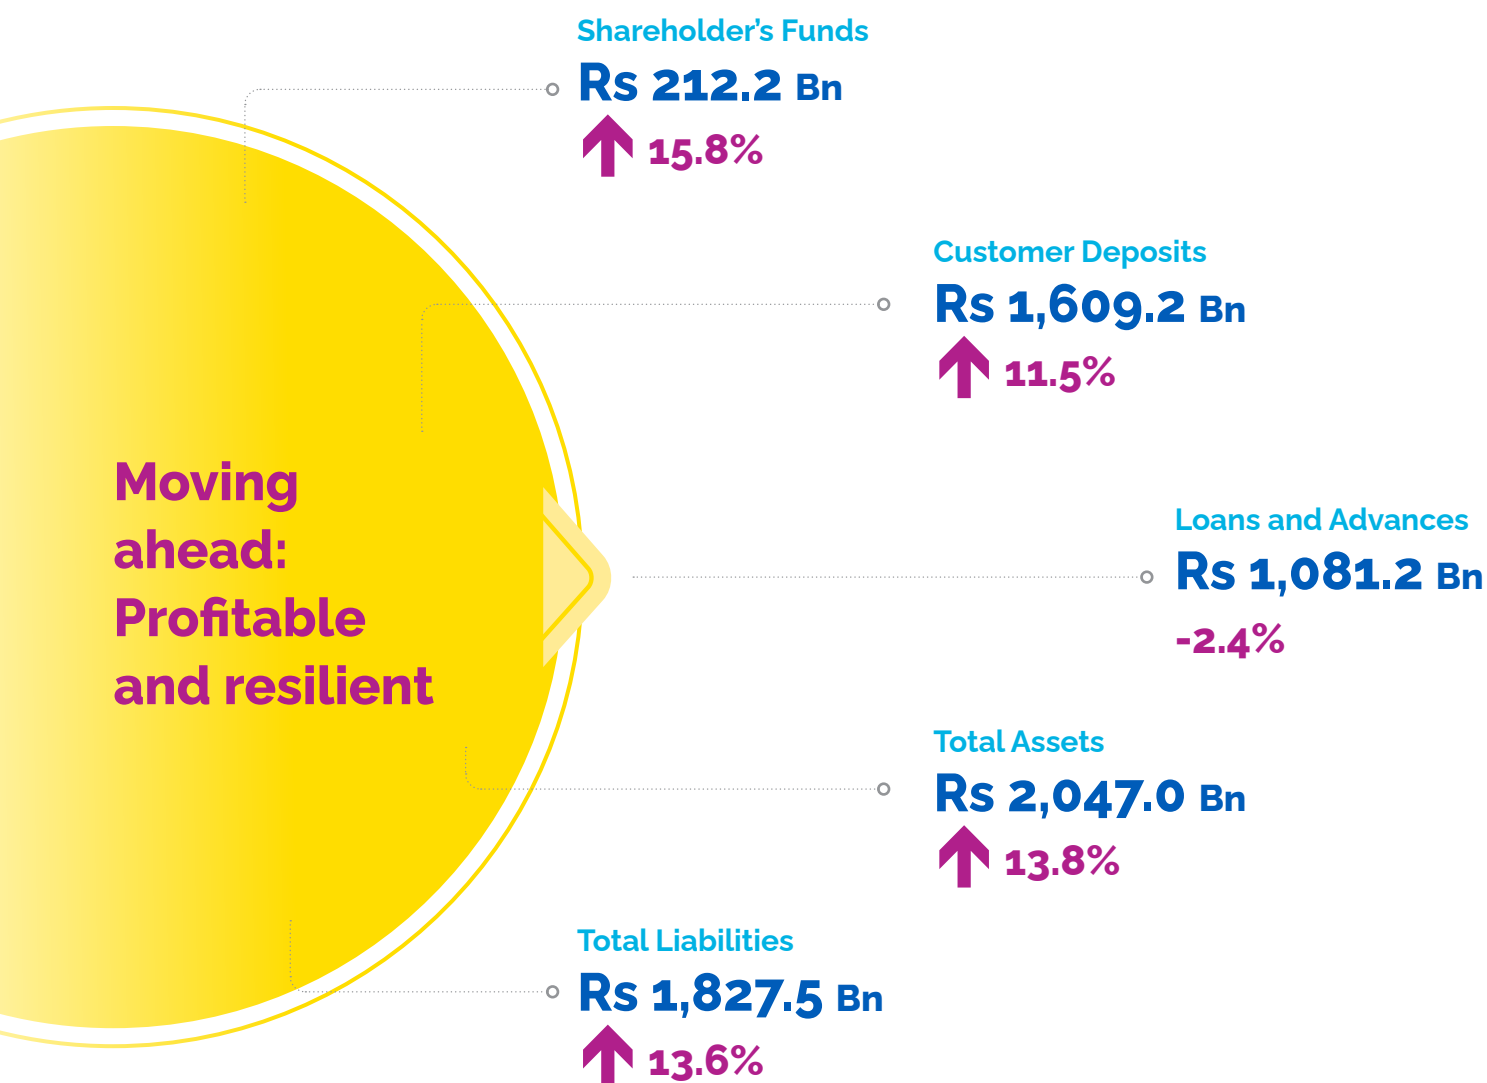 Shareholder’s Funds
Rs 212.2 Bn
15.8%
Customer Deposits
Rs 1,609.2 Bn
11.5%
Moving
ahead:
Profitable
and resilient
Loans and Advances
Rs 1,081.2 Bn
-2.4%
Total Assets
Rs 2,047.0 Bn
13.8%
Total Liabilities
Rs 1,827.5 Bn
13.6%